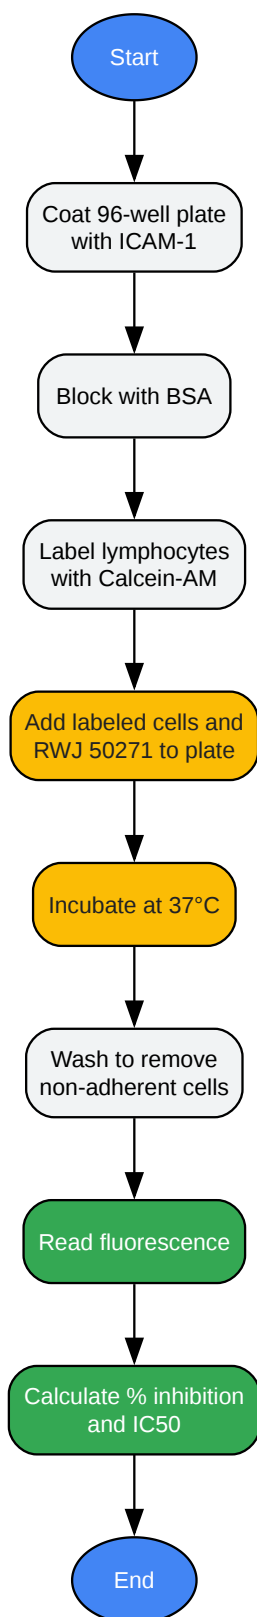 Start
Coat 96-well plate
with ICAM-1
Block with BSA
Label lymphocytes
with Calcein-AM
Add labeled cells and
RWJ 50271 to plate
Incubate at 37°C
Wash to remove
non-adherent cells
Read fluorescence
Calculate % inhibition
and IC50
End